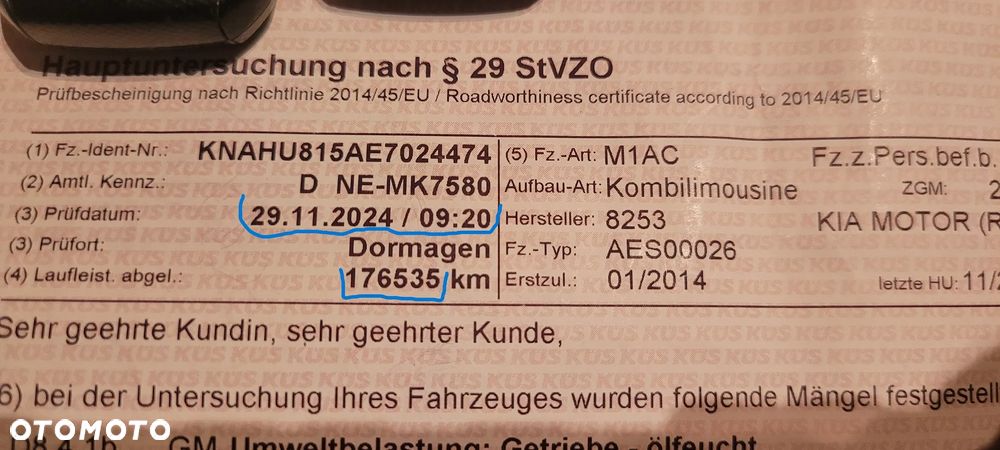 Hauptuntersuchung nach § 29 StVZO
Prüfbescheinigung nach Richtlinie 2014/45/EU / Roadworthiness certificate according to 2014/45/EU
(1) Fz.-Ident-Nr.: KNAHU815AE7024474 (5) Fz.-Art: M1AC Fz.z.Pers.bef.b.
(2) Amtl. Kennz.: D NE-MK7580 Aufbau-Art: Kombilimousine ZGM: 2
(3) Prüfdatum: 29.11.2024 / 09:20 Hersteller: 8253 KIA MOTOR (R
(3) Prüfort: Dormagen Fz.-Typ: AES00026
(4) Laufleist. abgel.: 176535 km Erstzul.: 01/2014 letzte HU: 11/2
Sehr geehrte Kundin, sehr geehrter Kunde,
6) bei der Untersuchung Ihres Fahrzeuges wurden folgende Mängel festgestell
GM Umweltbelastung: Getriebe - ölfeucht
OTOMOTO